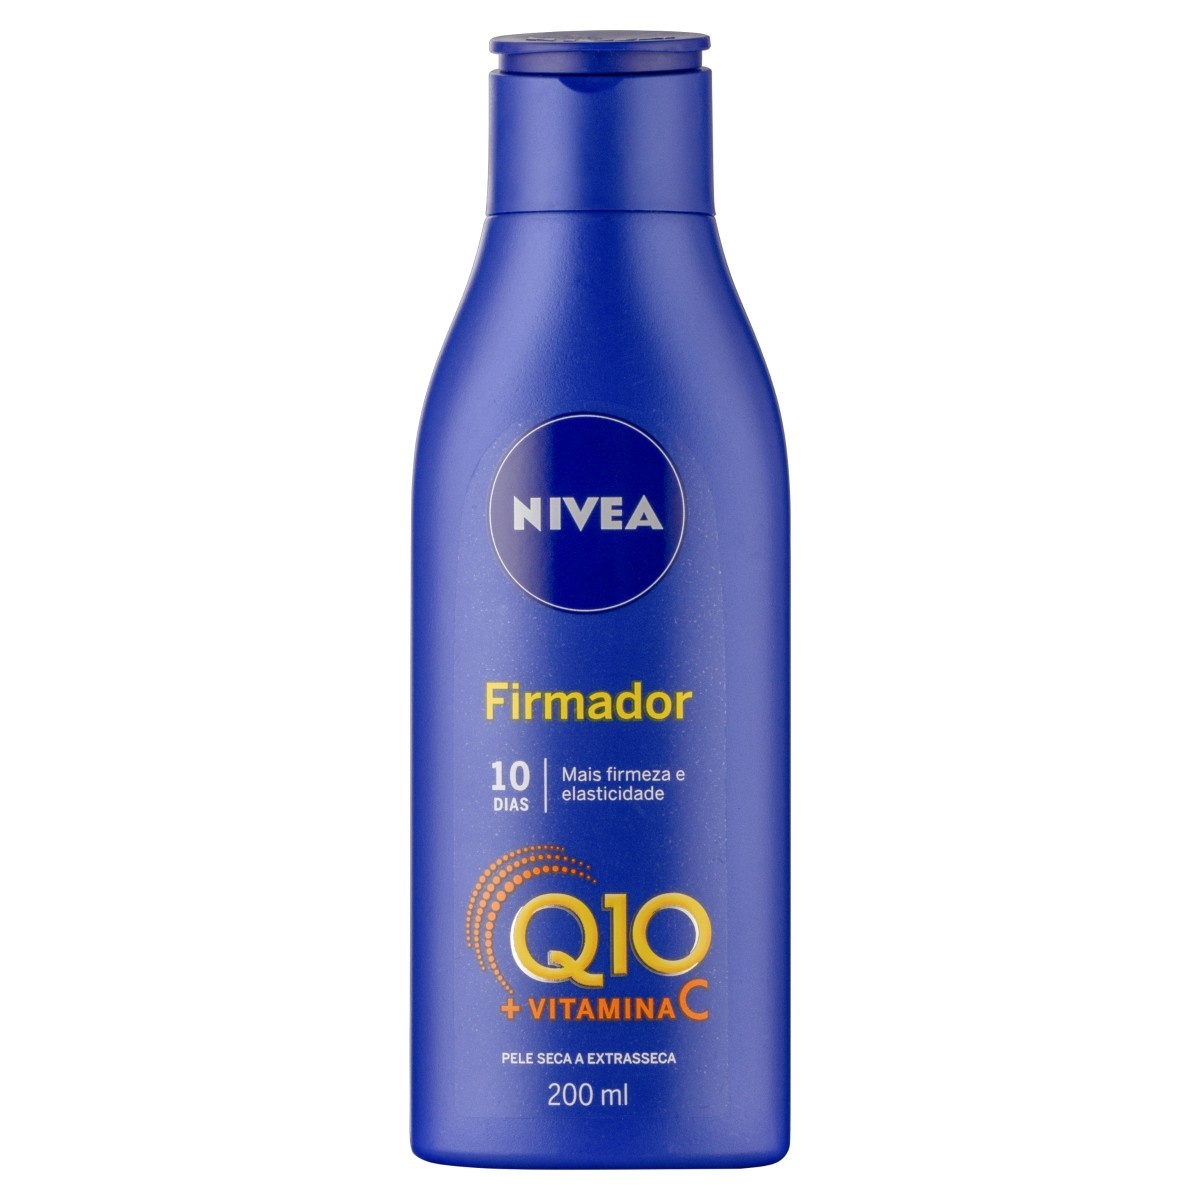 NIVEA
Firmador
10
DIAS
Mais firmeza e
elasticidade
Q10
+ VITAMINA C
PELE SECA A EXTRASSECA
200 ml